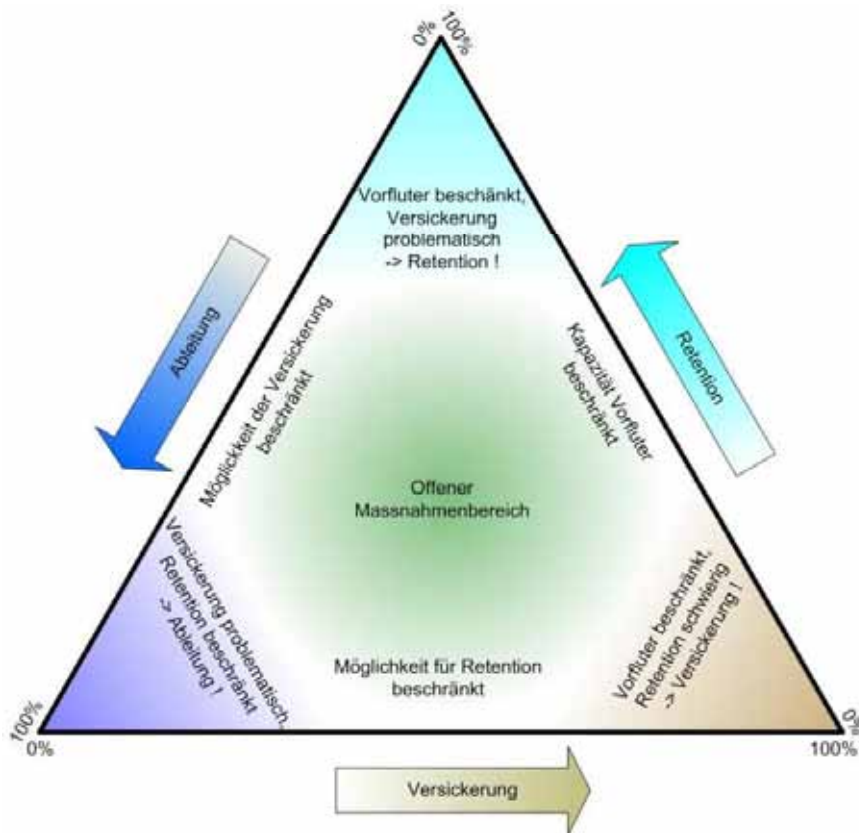 0%
100%
Vorfluter beschänkt,
Versickerung
problematisch
-> Retention !
Ableitung
Möglickkeit der Versickerung
beschränkt
Kapazität Vorfluter
beschränkt
Retention
Offener
Massnahmenbereich
Versickerung problematisch,
Retention beschränkt
-> Ableitung !
Möglichkeit für Retention
beschränkt
Vorfluter beschränkt,
Retention schwierig
-> Versickerung !
100%
0%
0%
100%
Versickerung